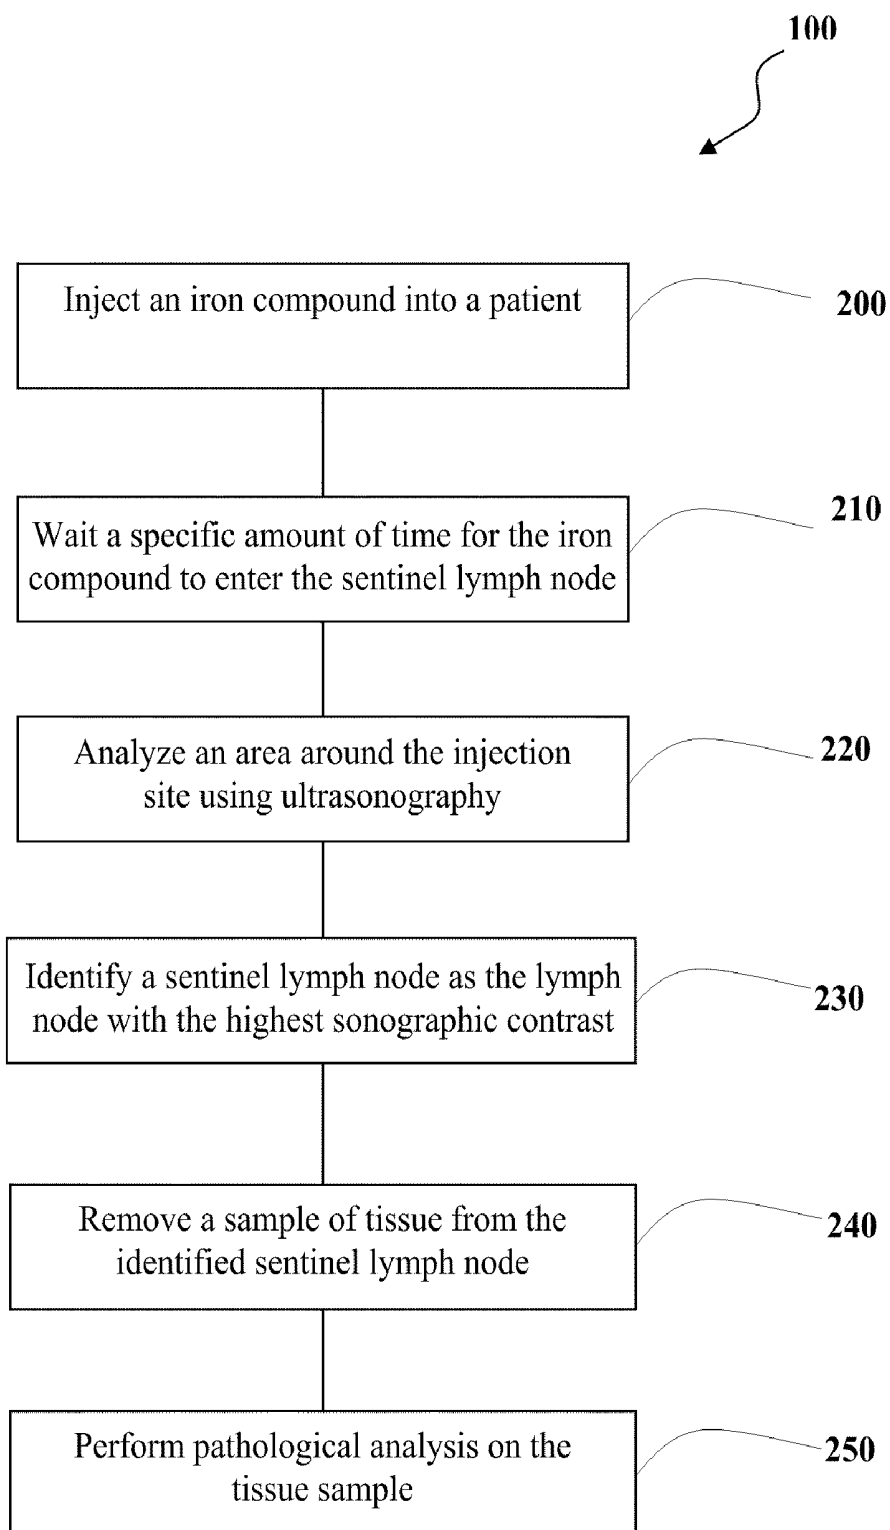 100
Inject an iron compound into a patient
200
Wait a specific amount of time for the iron
compound to enter the sentinel lymph node
210
Analyze an area around the injection
site using ultrasonography
220
Identify a sentinel lymph node as the lymph
node with the highest sonographic contrast
230
Remove a sample of tissue from the
identified sentinel lymph node
240
Perform pathological analysis on the
tissue sample
250